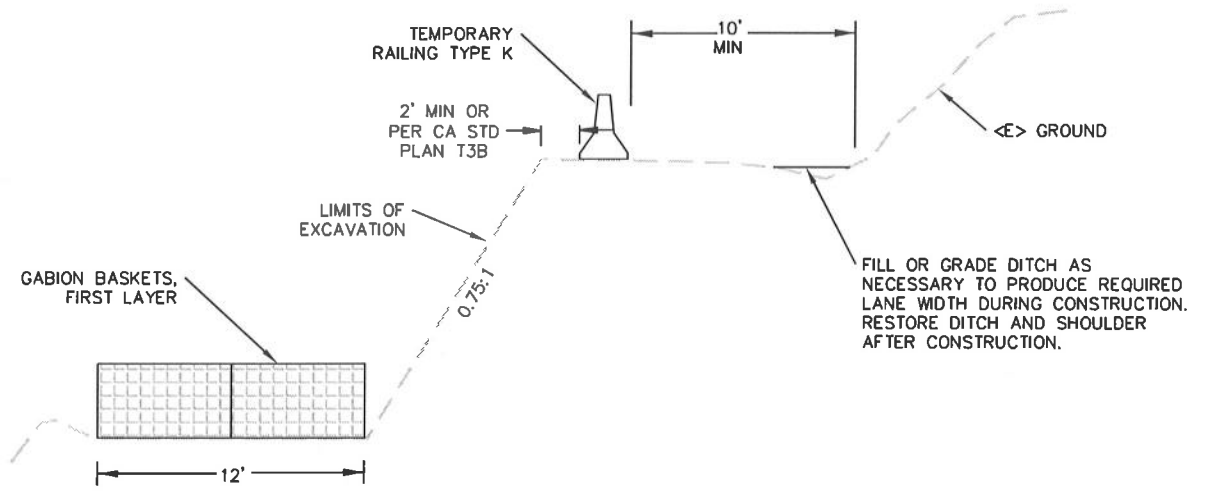 TEMPORARY
RAILING TYPE K
10'
MIN
2' MIN OR
PER CA STD
PLAN T3B
<E> GROUND
LIMITS OF
EXCAVATION
0.75:1
GABION BASKETS,
FIRST LAYER
FILL OR GRADE DITCH AS
NECESSARY TO PRODUCE REQUIRED
LANE WIDTH DURING CONSTRUCTION.
RESTORE DITCH AND SHOULDER
AFTER CONSTRUCTION.
12'